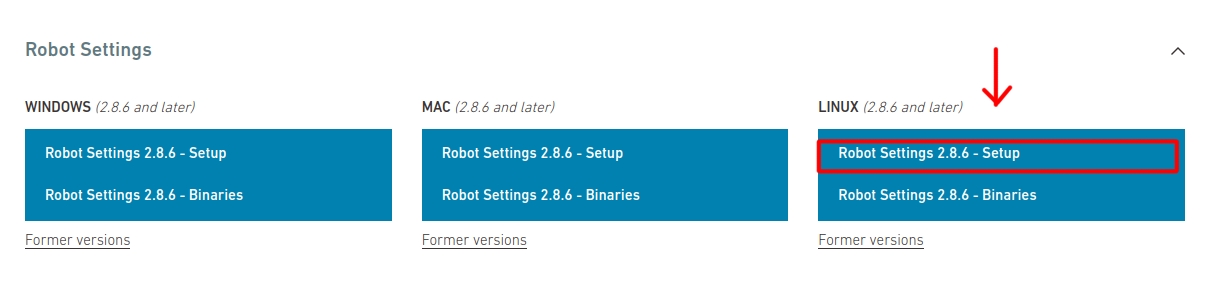 Robot Settings
WINDOWS (2.8.6 and later)
Robot Settings 2.8.6 - Setup
Robot Settings 2.8.6 - Binaries
Former versions
MAC (2.8.6 and later)
Robot Settings 2.8.6 - Setup
Robot Settings 2.8.6 - Binaries
Former versions
LINUX (2.8.6 and later)
Robot Settings 2.8.6 - Setup
Robot Settings 2.8.6 - Binaries
Former versions